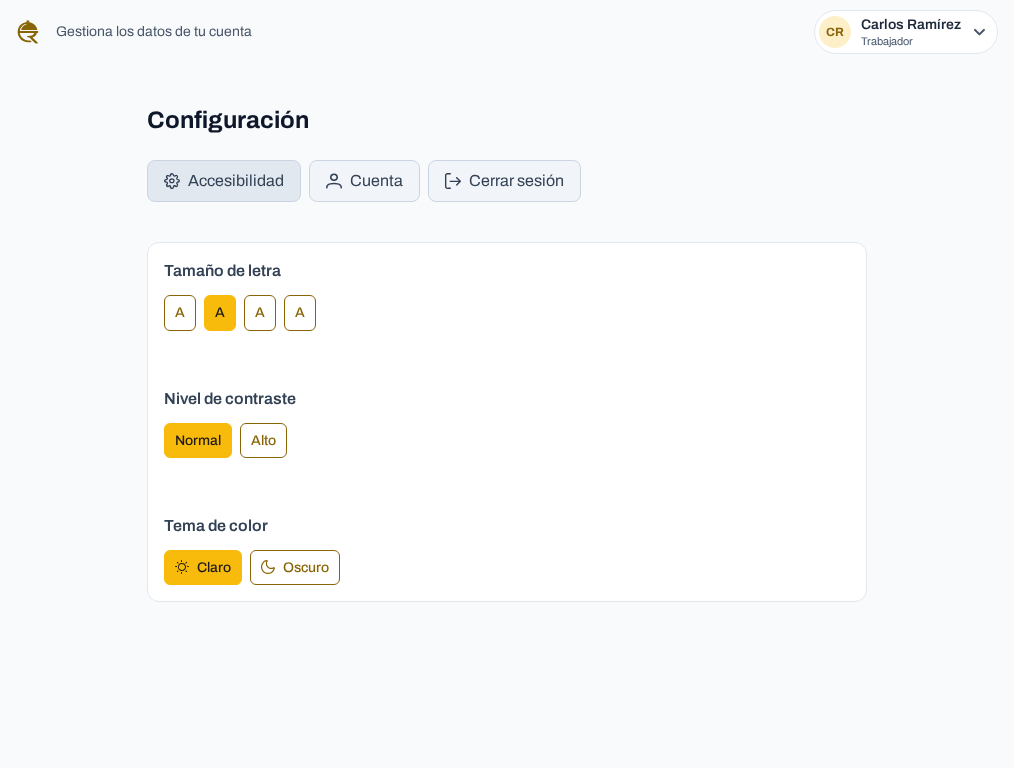 Gestiona los datos de tu cuenta
CR
Carlos Ramírez
Trabajador
Configuración
Accesibilidad
Cuenta
Cerrar sesión
Tamaño de letra
A A A A
Nivel de contraste
Normal
Alto
Tema de color
Claro
Oscuro